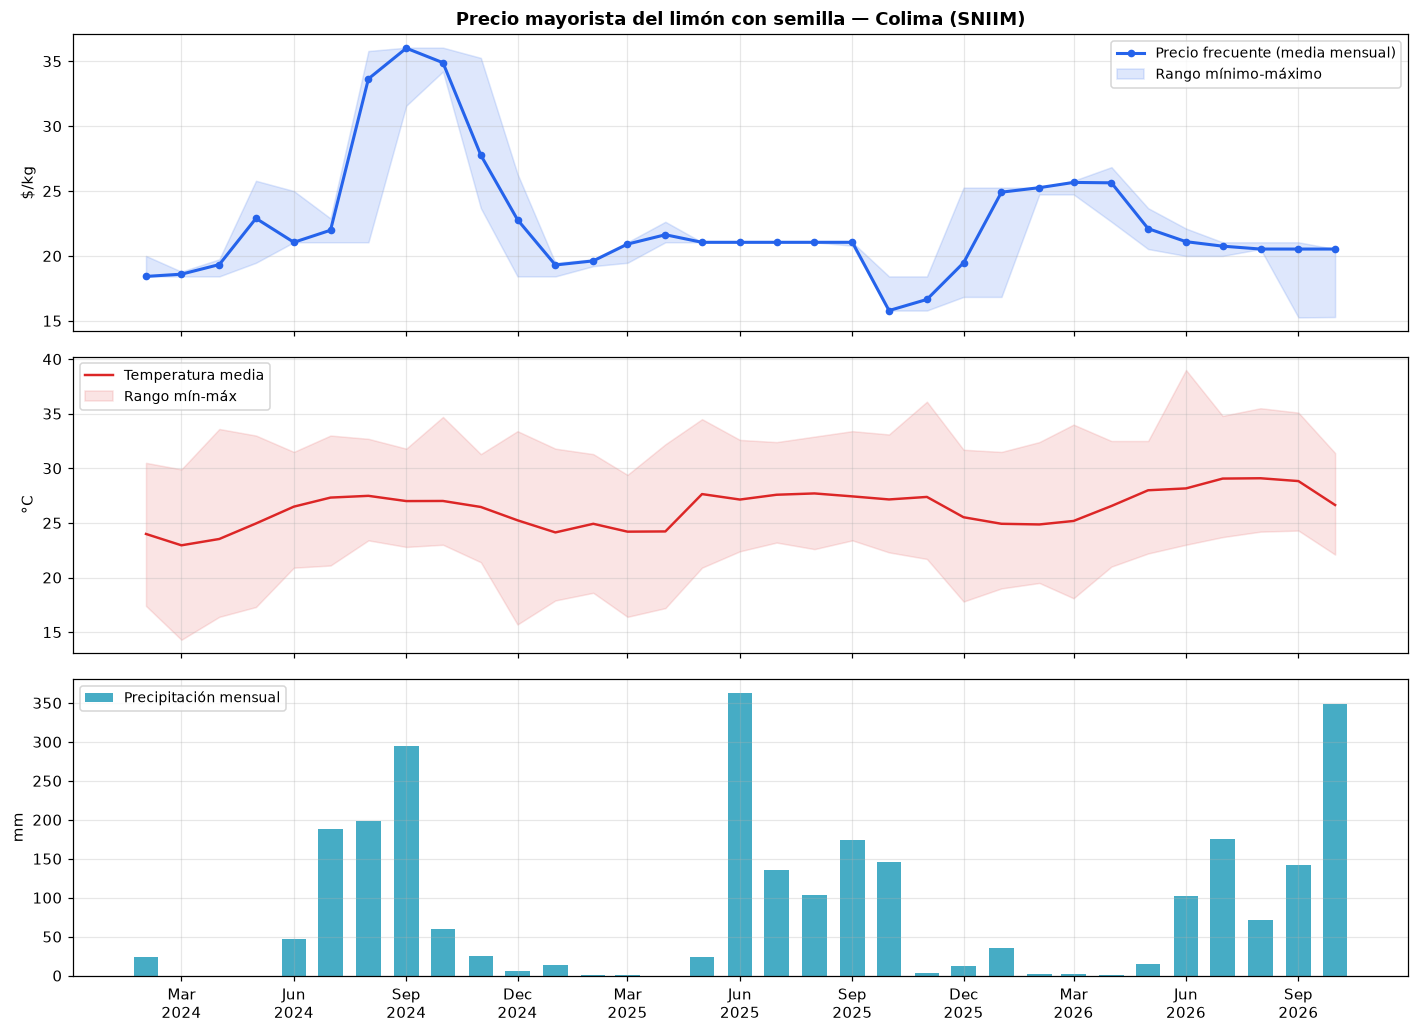 Precio mayorista del limón con semilla — Colima (SNIIM)
Precio frecuente (media mensual)
Rango mínimo-máximo
35
30
25
20
15
$/kg
Temperatura media
Rango mín-máx
40
35
30
25
20
15
°C
Precipitación mensual
350
300
250
200
150
100
50
0
mm
Mar Jun Sep Dec Mar Jun Sep Dec Mar Jun Sep
2024 2024 2024 2024 2025 2025 2025 2025 2026 2026 2026